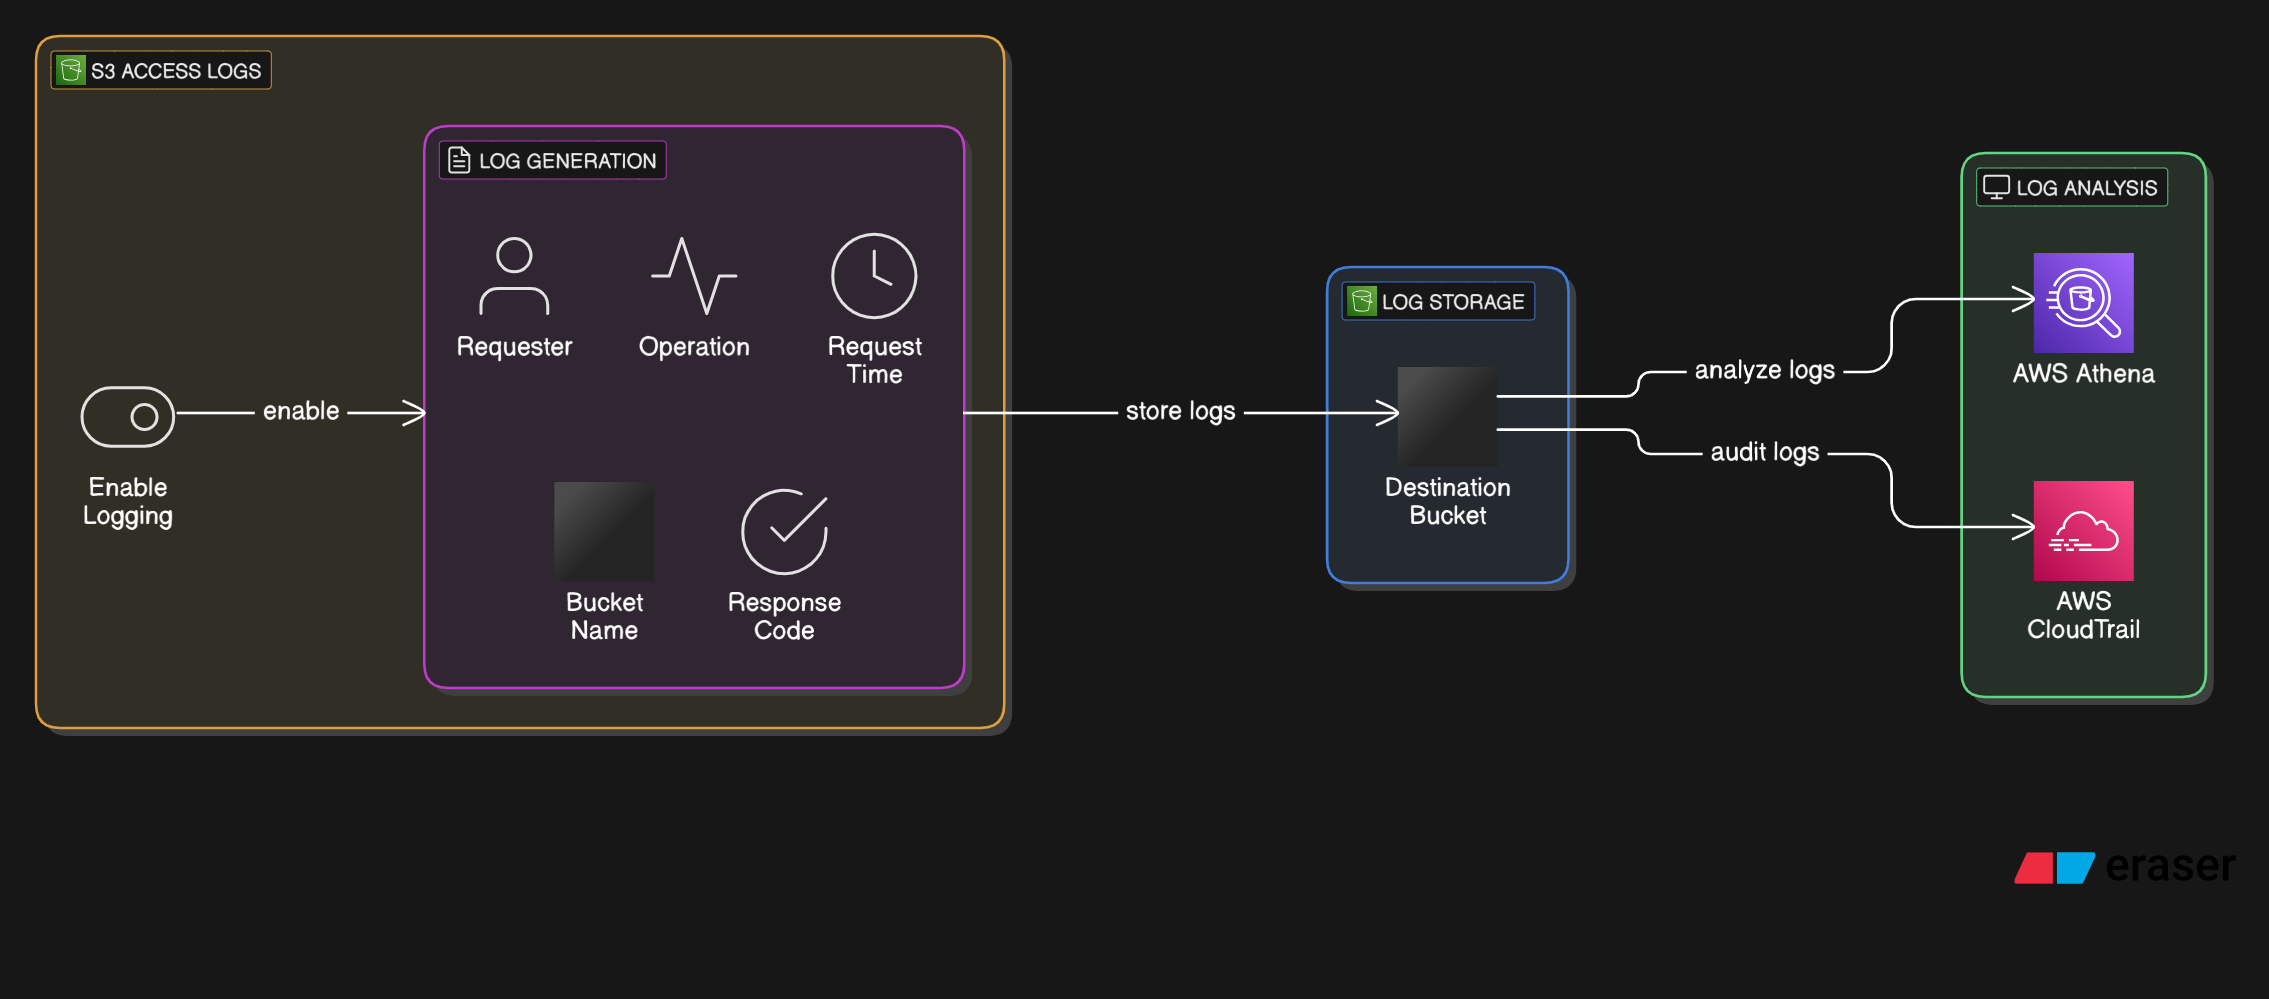 S3 ACCESS LOGS
LOG GENERATION
Requester
Operation
Request
Time
Enable
Logging
enable
Bucket
Name
Response
Code
store logs
LOG STORAGE
Destination
Bucket
analyze logs
audit logs
LOG ANALYSIS
AWS Athena
AWS
CloudTrail
eraser